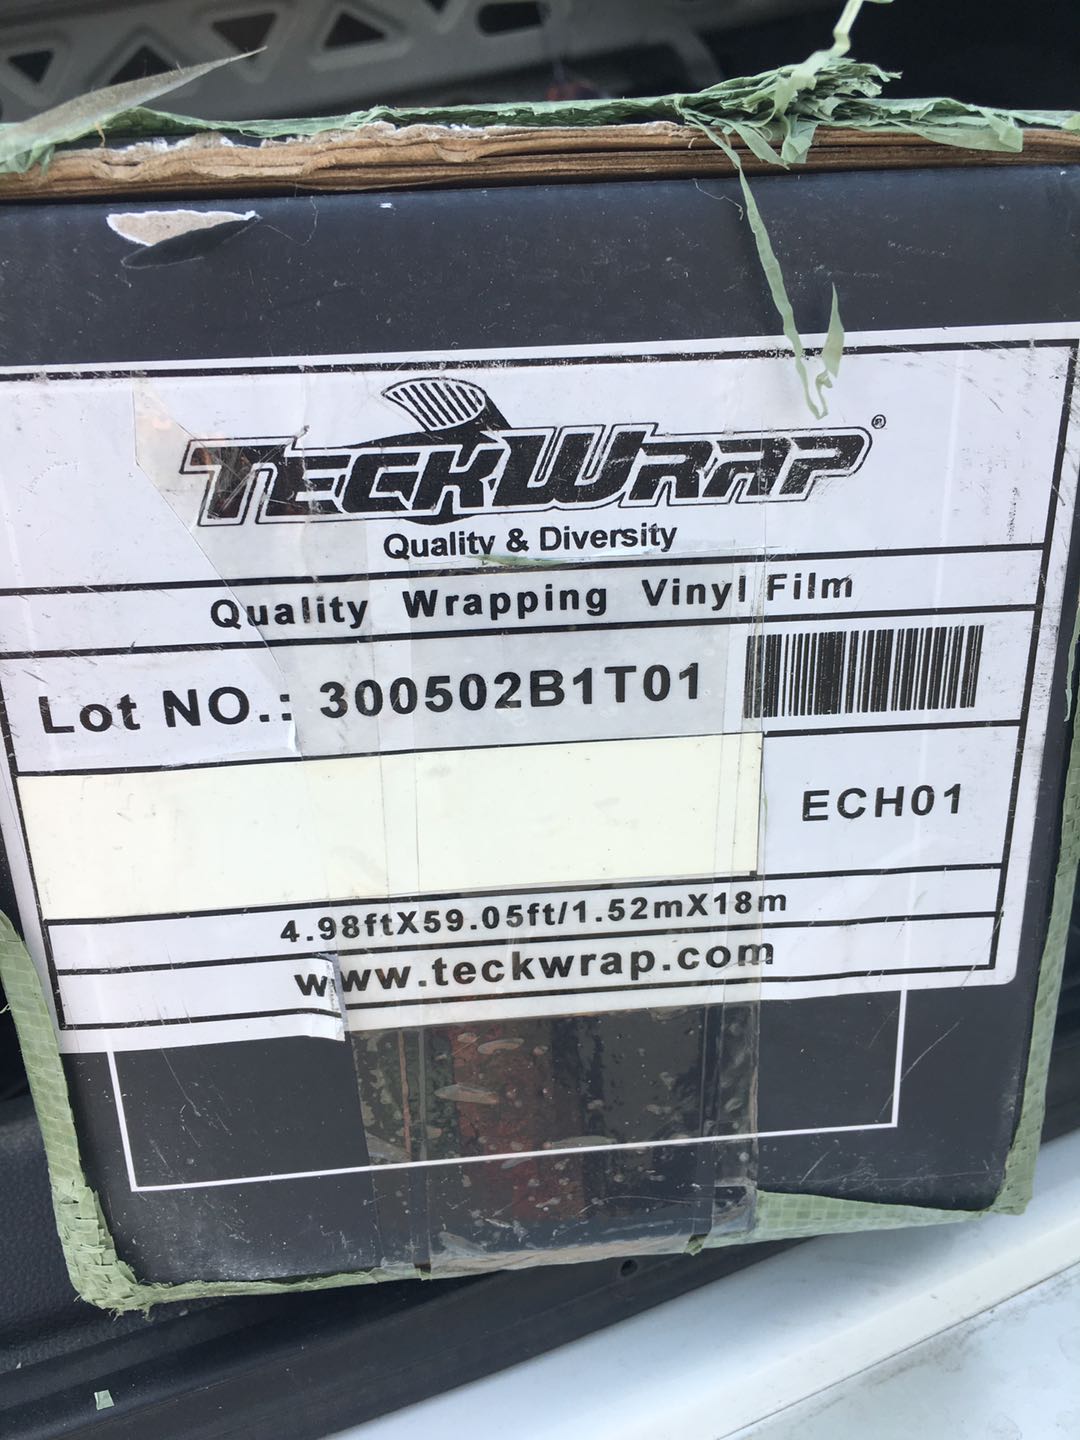 TECKWRAP®
Quality & Diversity
Quality Wrapping Vinyl Film
Lot NO.: 300502B1T01
ECH01
4.98ftX59.05ft/1.52mX18m
www.teckwrap.com